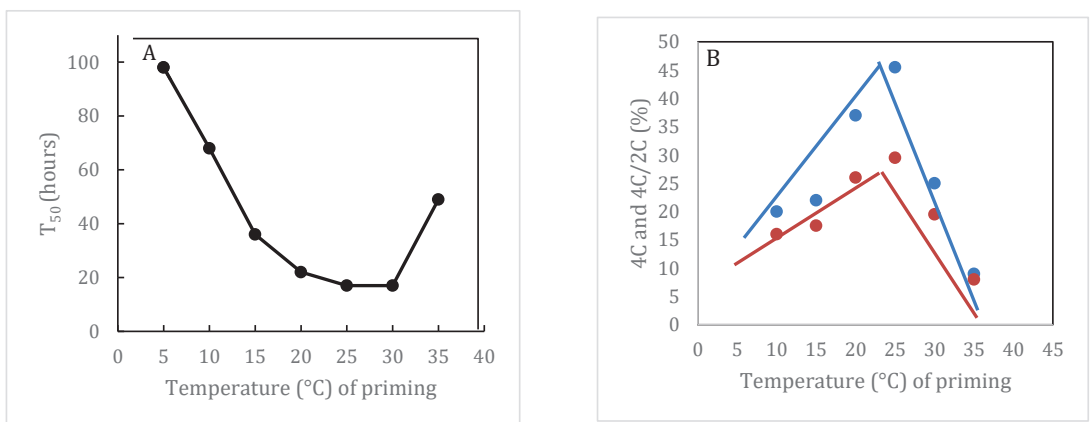 A
T50 (hours)
100
80
60
40
20
0
0 5 10 15 20 25 30 35 40
Temperature (°C) of priming
B
4C and 4C/2C (%)
50
45
40
35
30
25
20
15
10
5
0
0 5 10 15 20 25 30 35 40 45
Temperature (°C) of priming